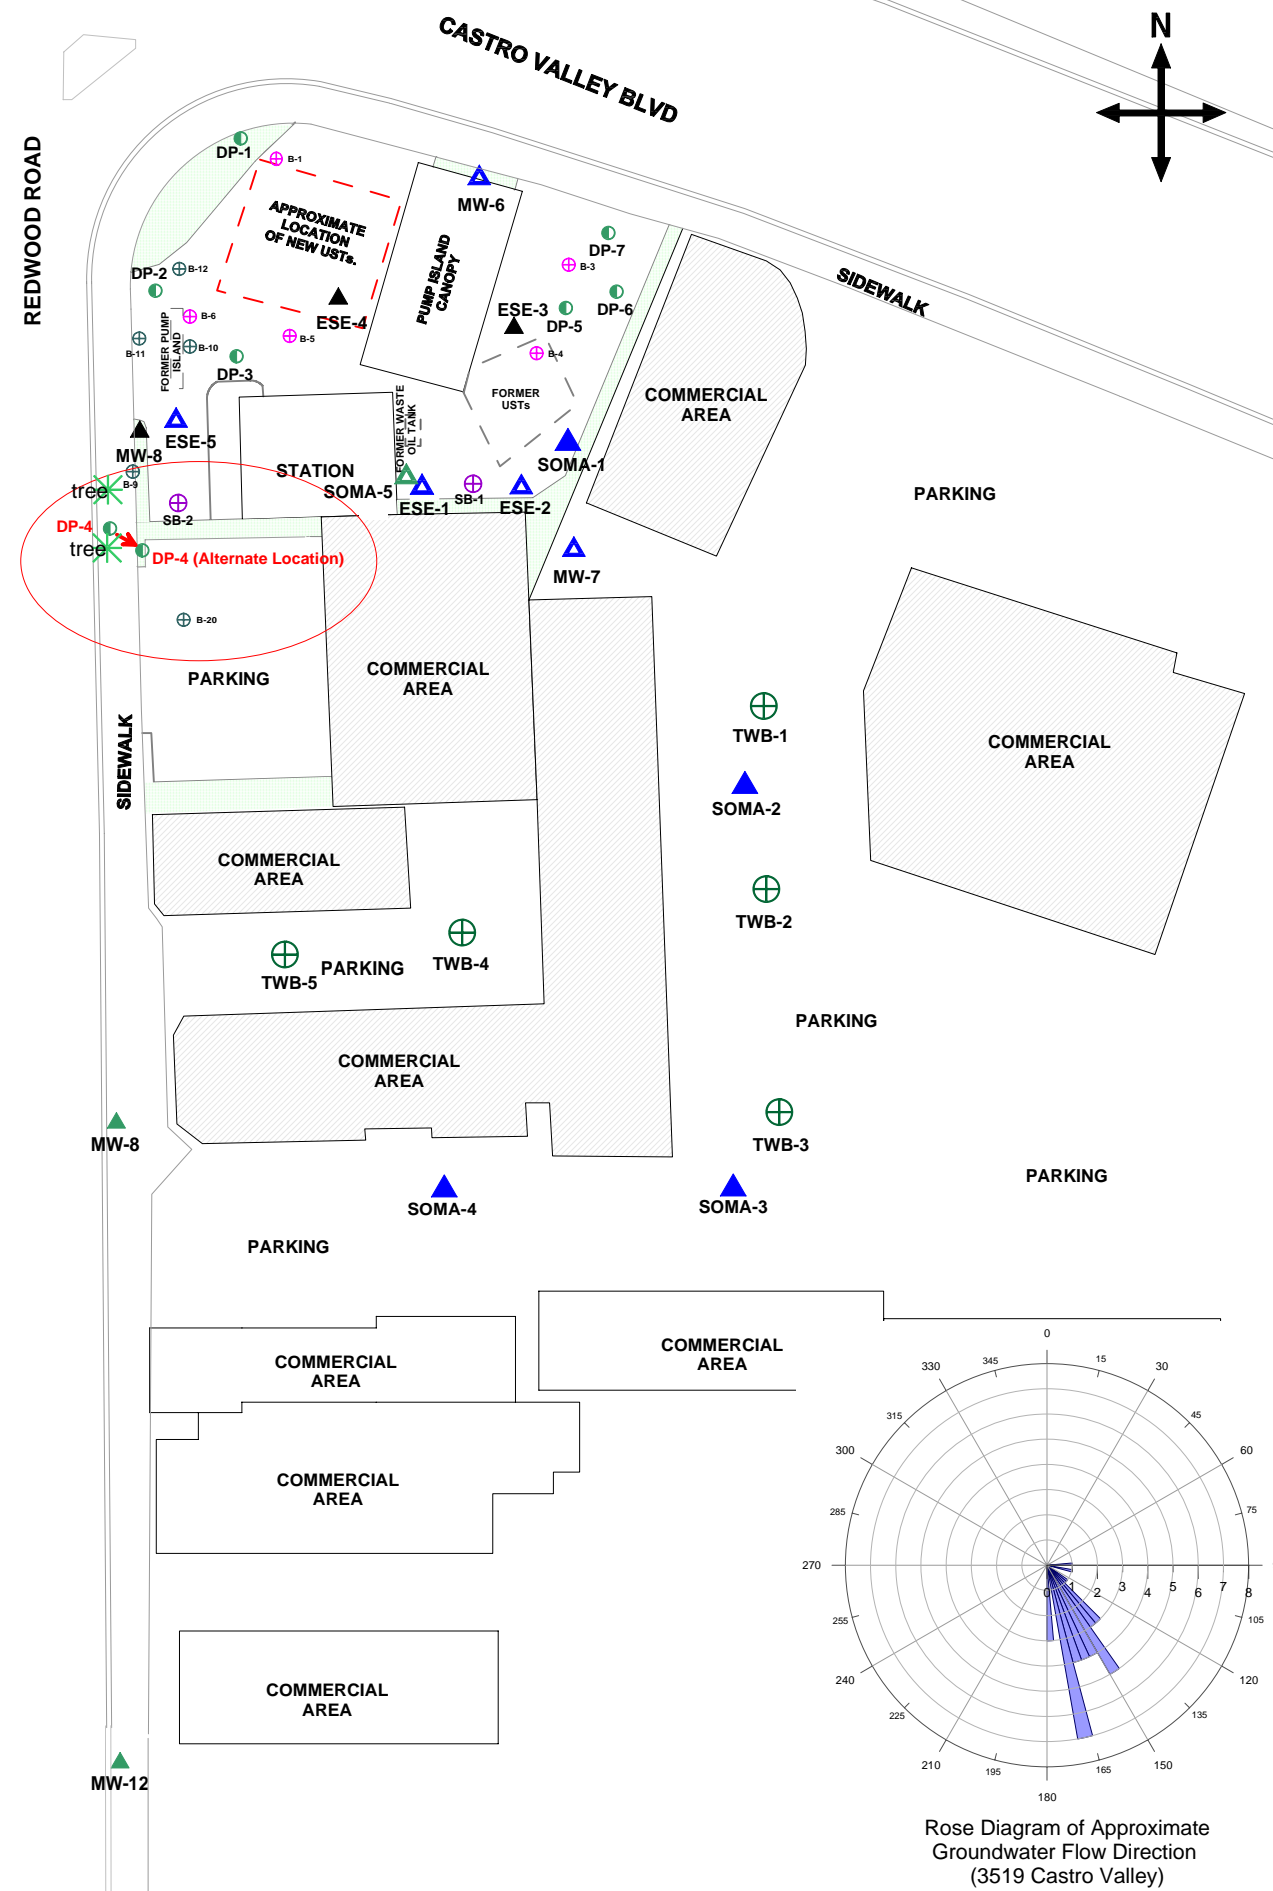 CASTRO VALLEY BLVD
N
REDWOOD ROAD
DP-1
B-1
APPROXIMATE
LOCATION
OF NEW USTs.
MW-6
PUMP ISLAND
CANOPY
DP-7
B-3
SIDEWALK
DP-2
B-12
DP-6
ESE-3
DP-5
ESE-4
B-6
B-5
B-11
B-10
FORMER PUMP
ISLAND
DP-3
B-4
FORMER
USTs
COMMERCIAL
AREA
FORMER WASTE
OIL TANK
ESE-5
MW-8
SOMA-1
STATION
SOMA-5
B-9
tree
SB-2
ESE-1
SB-1
ESE-2
PARKING
DP-4
tree
DP-4 (Alternate Location)
MW-7
B-20
PARKING
COMMERCIAL
AREA
TWB-1
COMMERCIAL
AREA
SIDEWALK
SOMA-2
COMMERCIAL
AREA
TWB-2
TWB-5
PARKING
TWB-4
PARKING
COMMERCIAL
AREA
MW-8
TWB-3
PARKING
SOMA-4
SOMA-3
PARKING
COMMERCIAL
AREA
COMMERCIAL
AREA
COMMERCIAL
AREA
COMMERCIAL
AREA
MW-12
0
15
30
45
60
75
105
120
135
150
165
180
195
210
225
240
255
270
285
300
315
330
345
0 1 2 3 4 5 6 7 8
Rose Diagram of Approximate
Groundwater Flow Direction
(3519 Castro Valley)